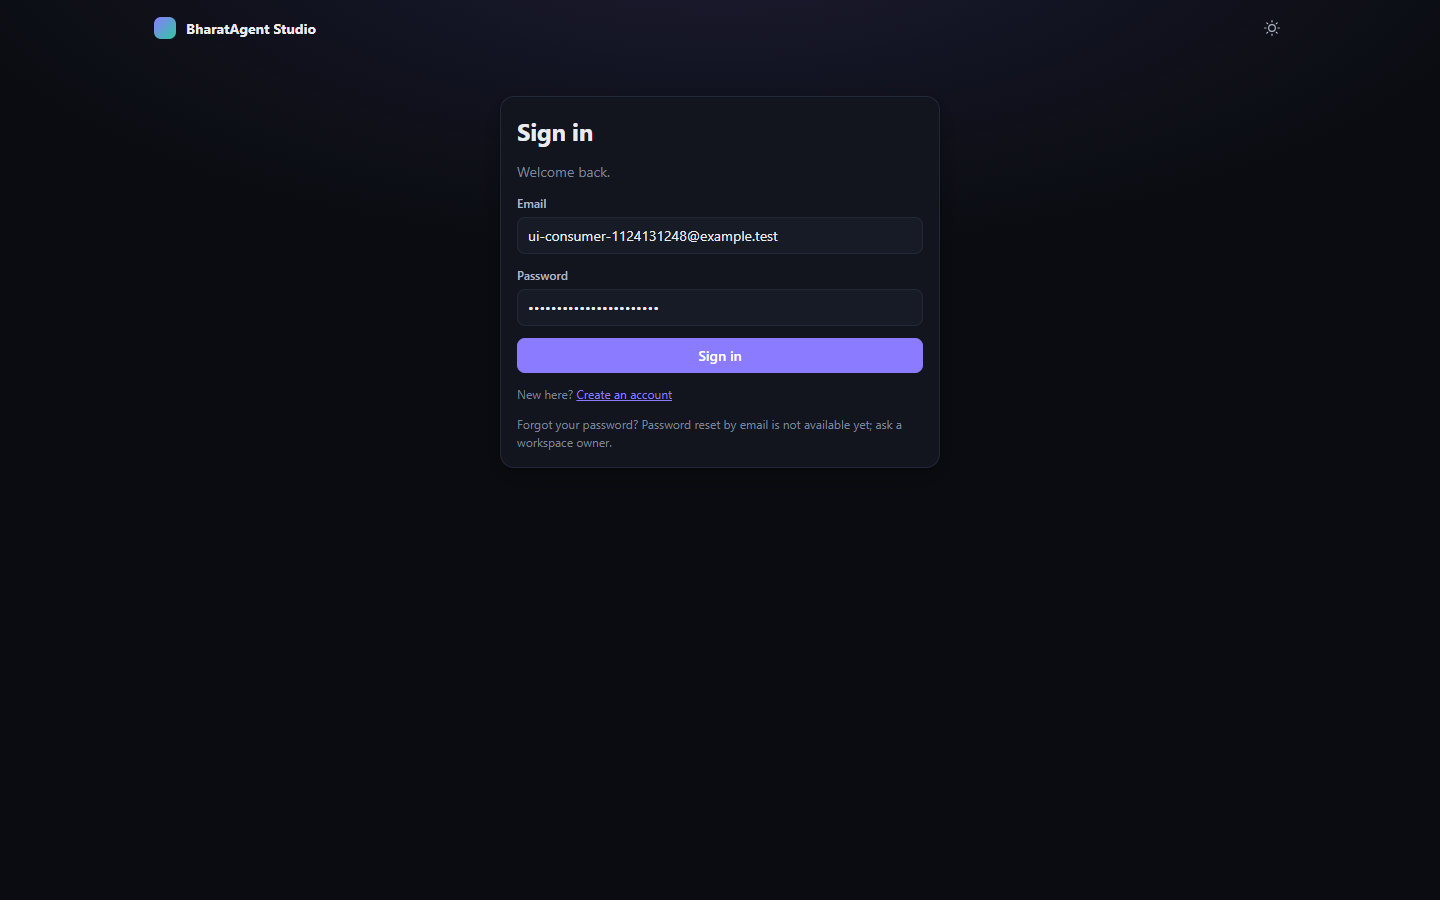 BharatAgent Studio
Sign in
Welcome back.
Email
ui-consumer-1124131248@example.test
Password
•••••••••••••••••••••••
Sign in
New here? Create an account
Forgot your password? Password reset by email is not available yet; ask a
workspace owner.